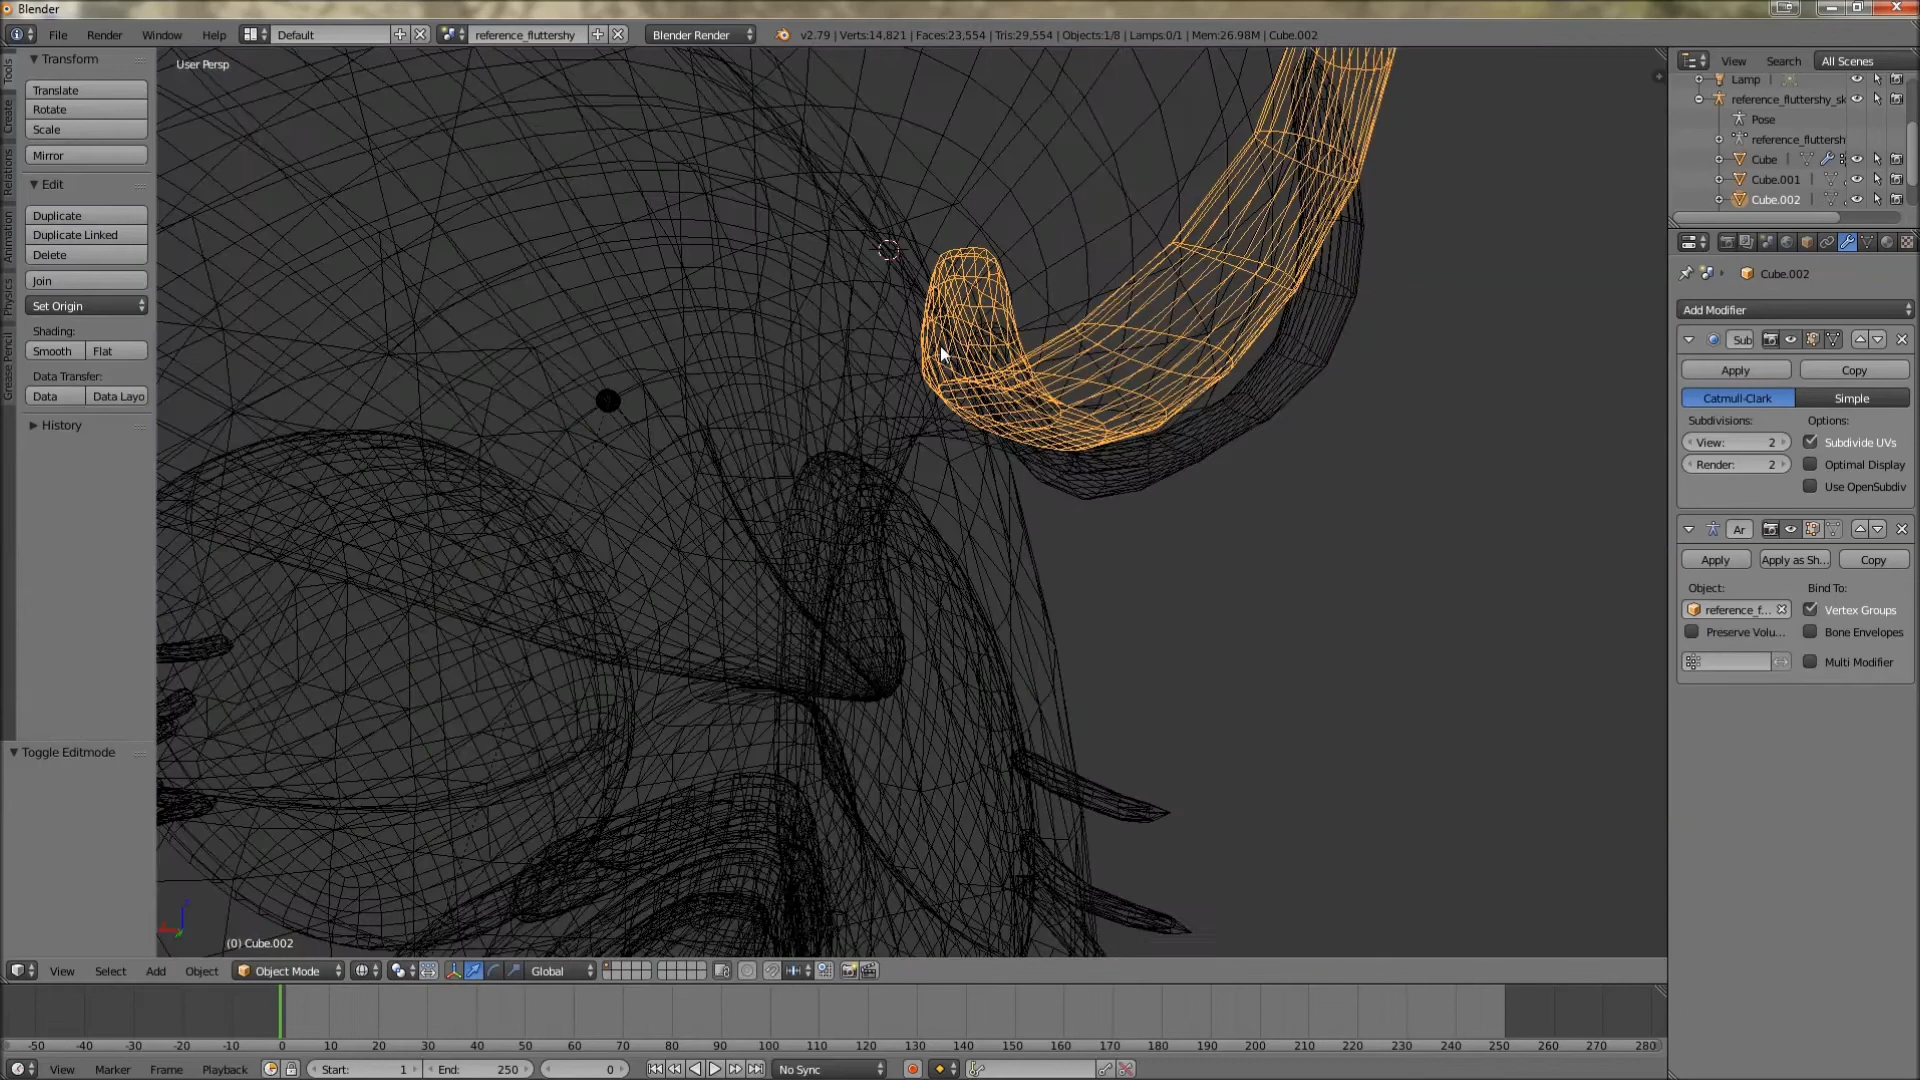 Blender
File Render Window Help Default reference_fluttershy Blender Render v2.79 | Verts:14,821 | Faces:23,554 | Tris:29,554 | Objects:1/8 | Lamps:0/1 | Mem:26.98M | Cube.002
Tools
Create
Relations
Animation
Physics
Grease Pencil
Transform
Translate
Rotate
Scale
Mirror
Edit
Duplicate
Duplicate Linked
Delete
Join
Set Origin
Shading:
Smooth Flat
Data Transfer:
Data Data Layo
History
Toggle Editmode
User Persp
(0) Cube.002
View Search All Scenes
Lamp
reference_fluttershy_sk
Pose
reference_fluttersh
Cube
Cube.001
Cube.002
Cube.002
Add Modifier
Sub
Apply Copy
Catmull-Clark Simple
Subdivisions: Options:
View: 2 Subdivide UVs
Render: 2 Optimal Display
Use OpenSubdiv
Ar
Apply Apply as Sh... Copy
Object: Bind To:
reference_f... Vertex Groups
Preserve Volu... Bone Envelopes
Multi Modifier
View Select Add Object Object Mode Global
-50 -40 -30 -20 -10 0 10 20 30 40 50 60 70 80 90 100 110 120 130 140 150 160 170 180 190 200 210 220 230 240 250 260 270 280
View Marker Frame Playback Start: 1 End: 250 0 No Sync